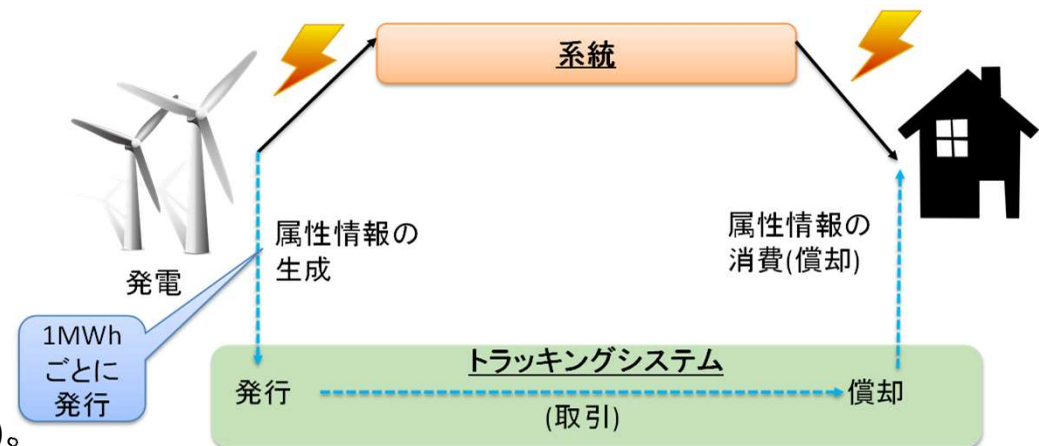 系統
発電
属性情報の
生成
属性情報の
消費(償却)
1MWh
ごとに
発行
トラッキングシステム
発行
(取引)
償却
)。